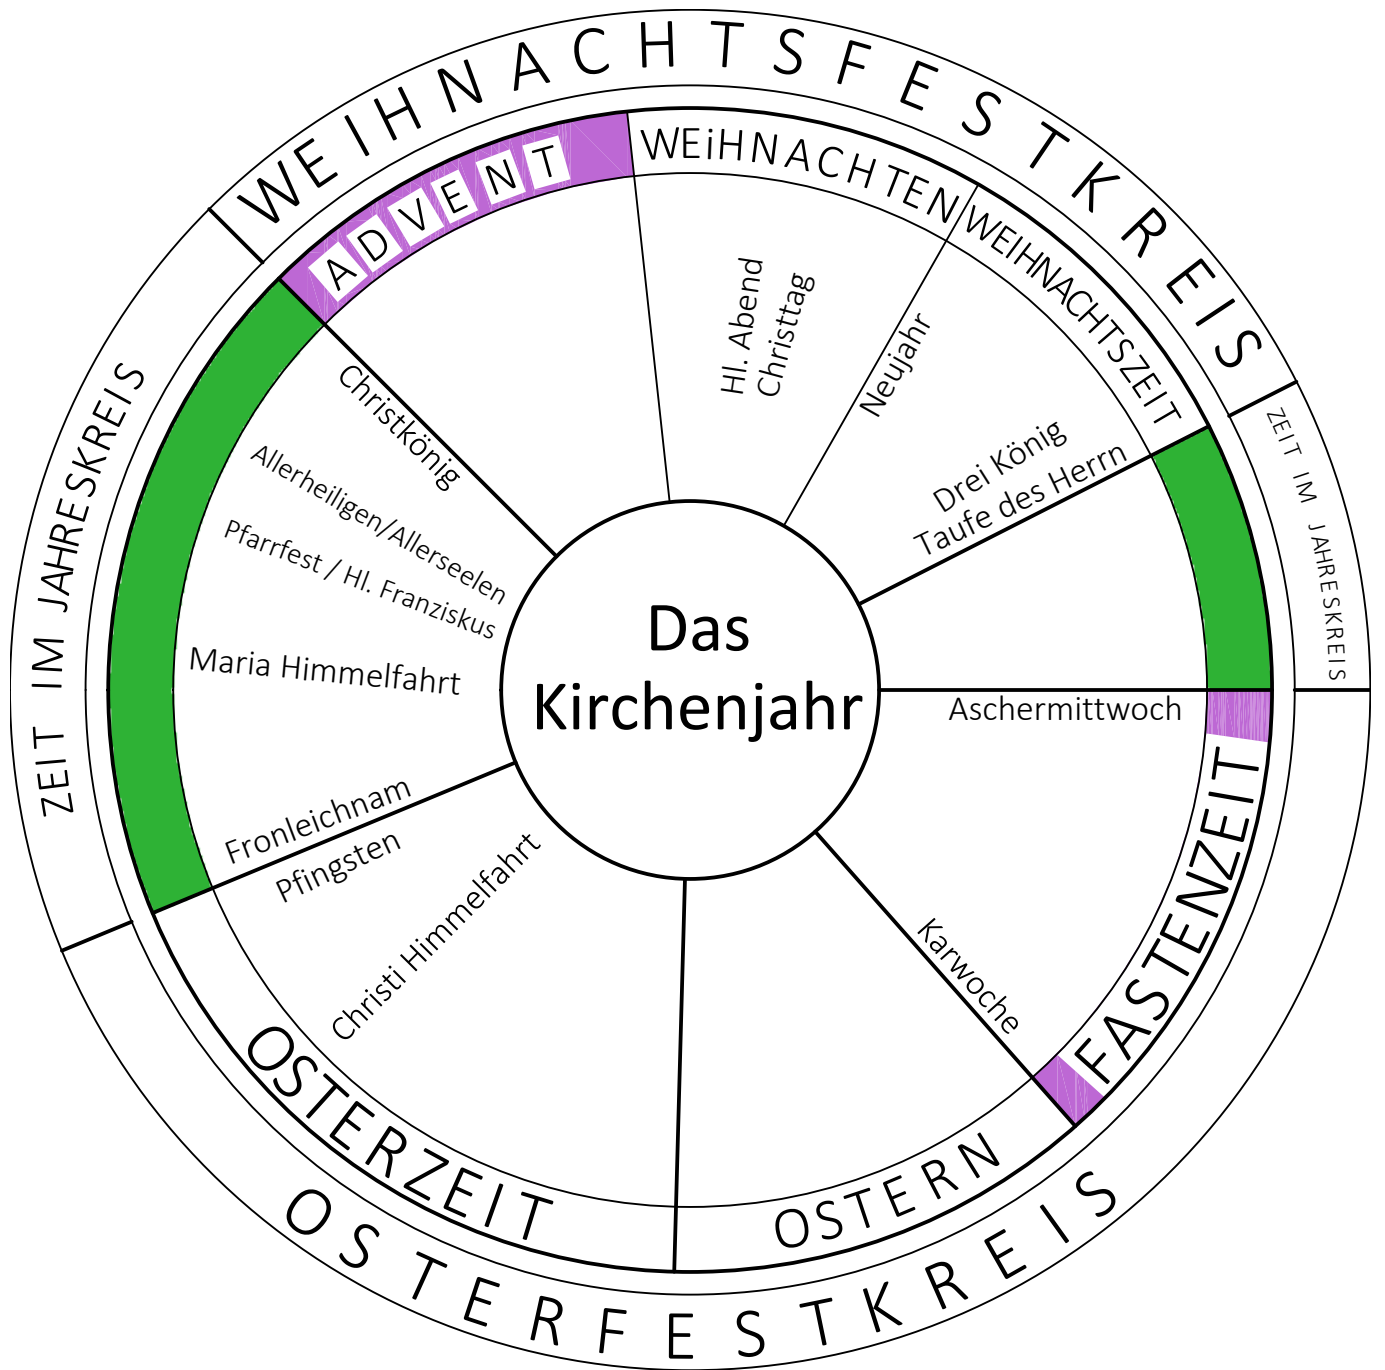 WEIHNACHTSFESTKREIS
ZEIT IM JAHRESKREIS
OSTERFESTKREIS
ZEIT IM JAHRESKREIS
ADVENT
WEiHNACHTEN
WEIHNACHTSZEIT
FASTENZEIT
OSTERN
OSTERZEIT
Hl. Abend
Christtag
Neujahr
Drei König
Taufe des Herrn
Aschermittwoch
Karwoche
Christi Himmelfahrt
Pfingsten
Fronleichnam
Maria Himmelfahrt
Pfarrfest / Hl. Franziskus
Allerheiligen/Allerseelen
Christkönig
Das
Kirchenjahr